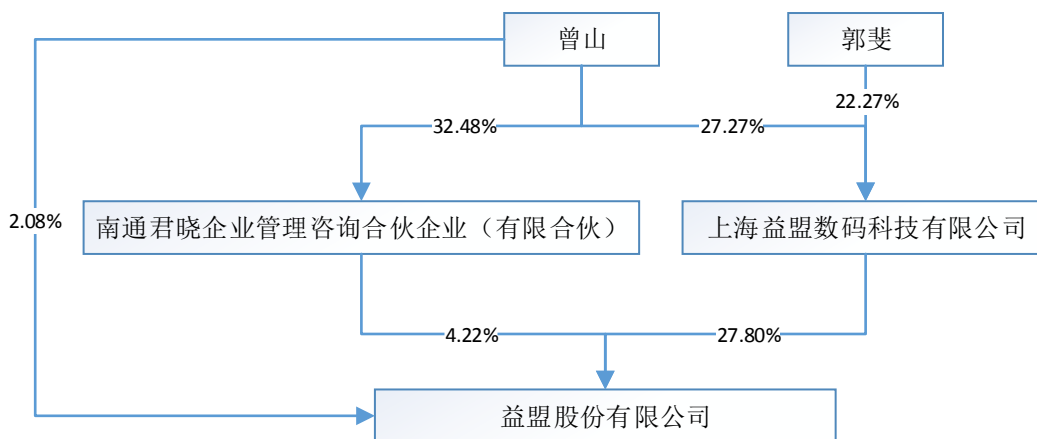 曾山
郭斐
22.27%
32.48%
27.27%
2.08%
南通君晓企业管理咨询合伙企业（有限合伙）
上海益盟数码科技有限公司
4.22%
27.80%
益盟股份有限公司